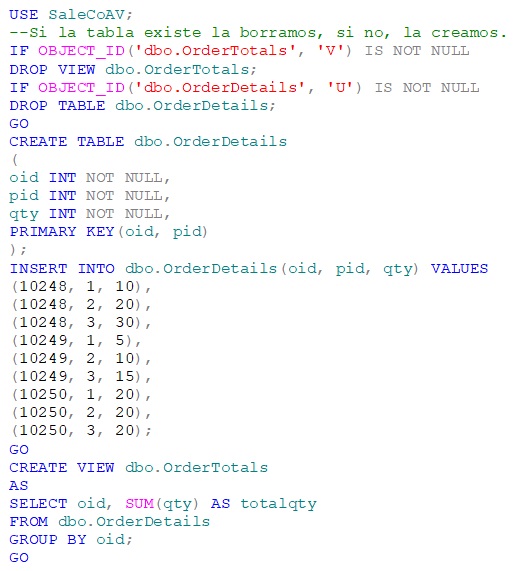 USE SaleCoAV;
--Si la tabla existe la borramos, si no, la creamos.
IF OBJECT_ID('dbo.OrderTotals', 'V') IS NOT NULL
DROP VIEW dbo.OrderTotals;
IF OBJECT_ID('dbo.OrderDetails', 'U') IS NOT NULL
DROP TABLE dbo.OrderDetails;
GO
CREATE TABLE dbo.OrderDetails
(
oid INT NOT NULL,
pid INT NOT NULL,
qty INT NOT NULL,
PRIMARY KEY(oid, pid)
);
INSERT INTO dbo.OrderDetails(oid, pid, qty) VALUES
(10248, 1, 10),
(10248, 2, 20),
(10248, 3, 30),
(10249, 1, 5),
(10249, 2, 10),
(10249, 3, 15),
(10250, 1, 20),
(10250, 2, 20),
(10250, 3, 20);
GO
CREATE VIEW dbo.OrderTotals
AS
SELECT oid, SUM(qty) AS totalqty
FROM dbo.OrderDetails
GROUP BY oid;
GO